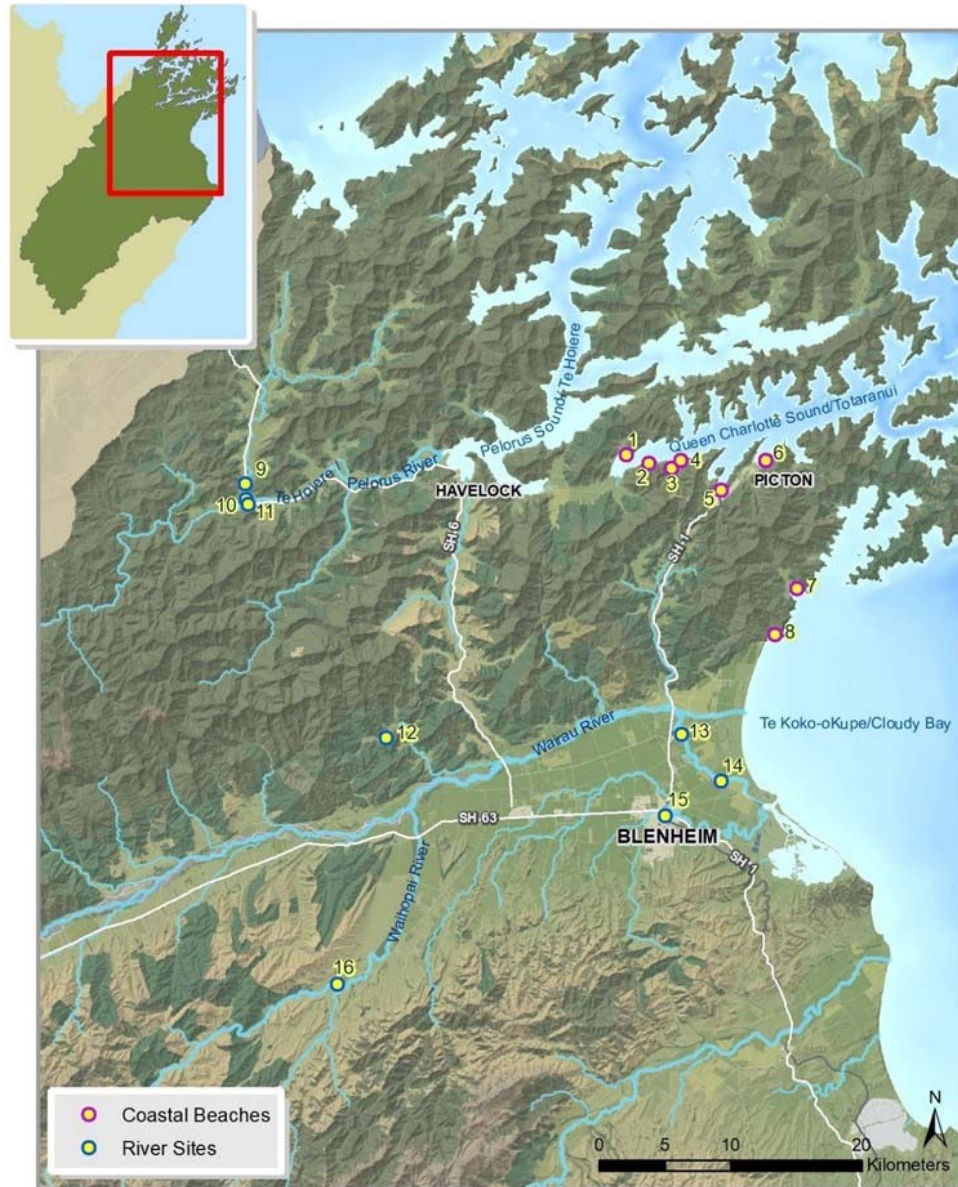 Pelorus Sound/Te Hoiere
Queen Charlotte Sound/Totaranui
1
2
3
4
5
6
PICTON
9
10
11
Te Hoiere /
Pelorus River
HAVELOCK
SH 6
SH 1
7
8
Te Koko-oKupe/Cloudy Bay
12
Wairau River
13
14
15
BLENHEIM
SH 63
SH 1
Waihopai River
16
Coastal Beaches
River Sites
N
0 5 10 20
Kilometers